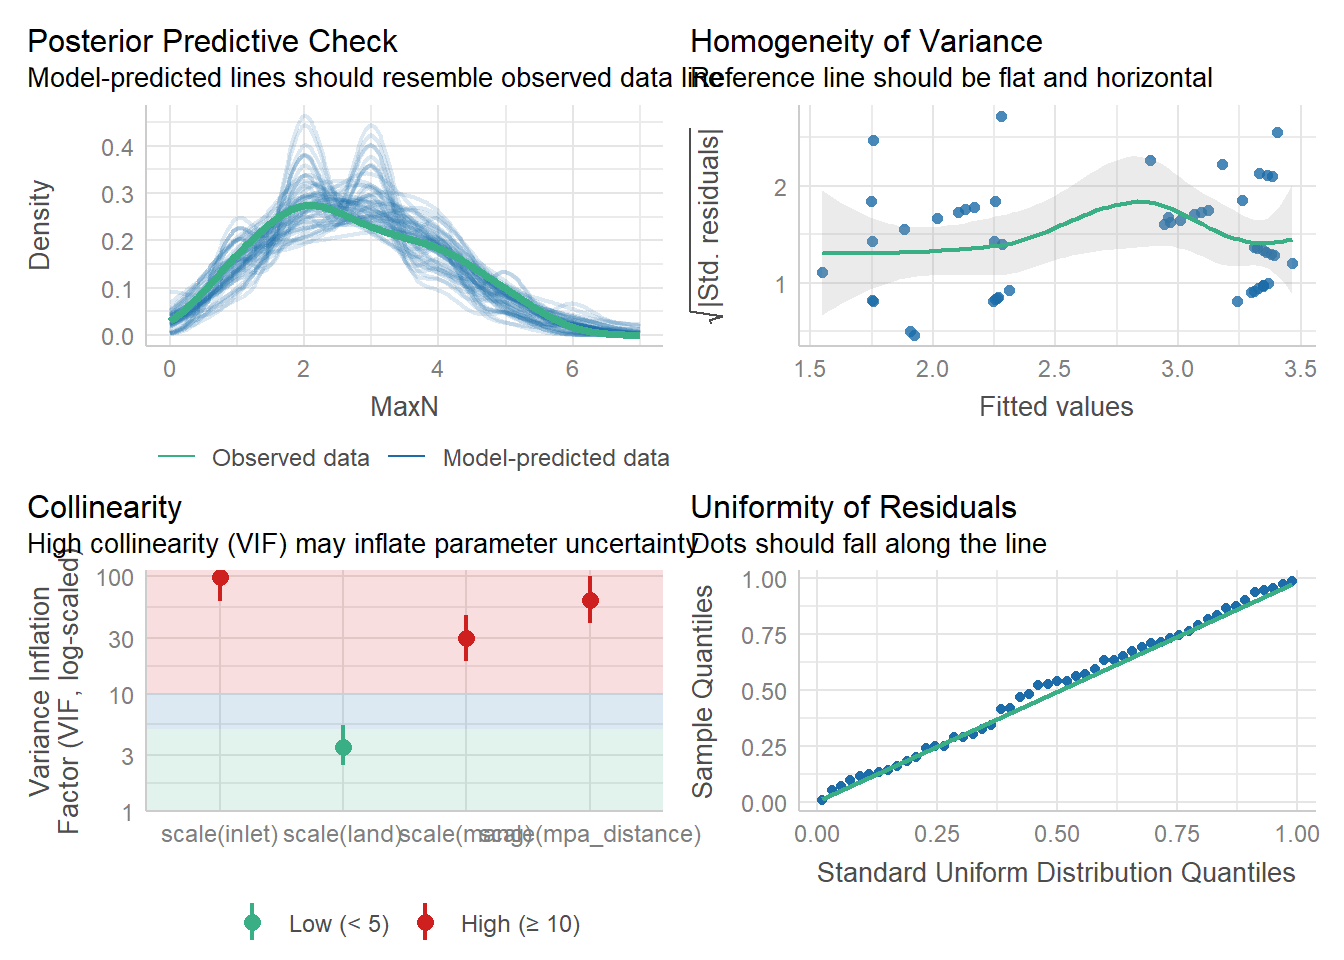 Posterior Predictive Check
Model-predicted lines should resemble observed data line
Density
0.4
0.3
0.2
0.1
0.0
0 2 4 6
MaxN
Observed data Model-predicted data
Homogeneity of Variance
Reference line should be flat and horizontal
√|Std. residuals|
2
1
1.5 2.0 2.5 3.0 3.5
Fitted values
Collinearity
High collinearity (VIF) may inflate parameter uncertainty
Variance Inflation
Factor (VIF, log-scaled)
100
30
10
3
1
scale(inlet) scale(land) scale(mang) scale(mpa_distance)
Low (< 5) High (≥ 10)
Uniformity of Residuals
Dots should fall along the line
Sample Quantiles
1.00
0.75
0.50
0.25
0.00
0.00 0.25 0.50 0.75 1.00
Standard Uniform Distribution Quantiles